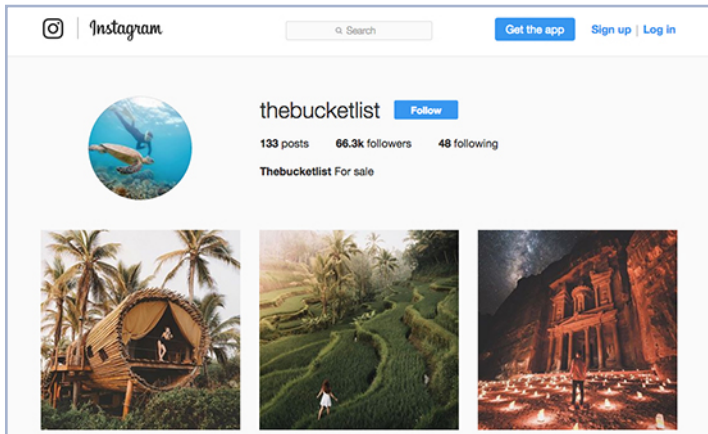 Instagram Search Get the app Sign up | Log in
thebucketlist Follow
133 posts 66.3k followers 48 following
Thebucketlist For sale